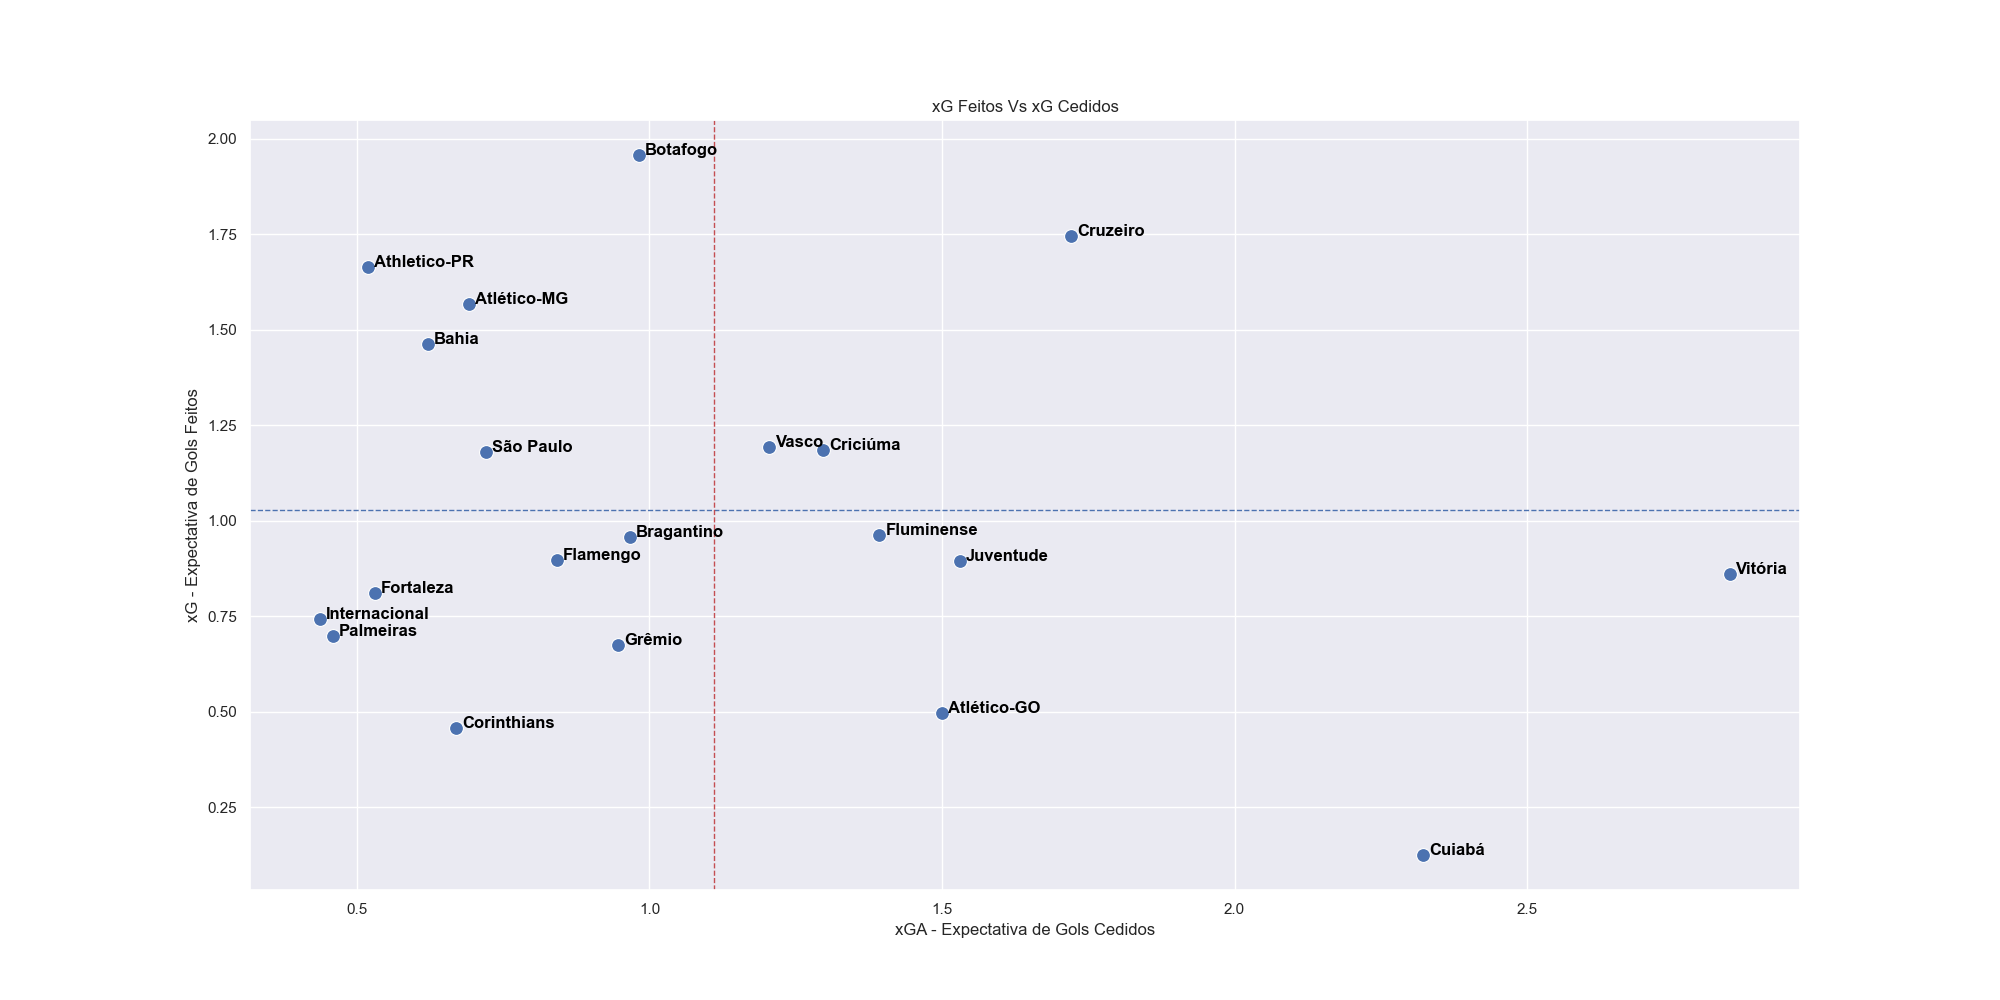 xG Feitos Vs xG Cedidos
2.00
1.75
1.50
1.25
1.00
0.75
0.50
0.25
xG - Expectativa de Gols Feitos
Botafogo
Cruzeiro
Athletico-PR
Atlético-MG
Bahia
São Paulo
Vasco
Criciúma
Bragantino
Fluminense
Flamengo
Juventude
Vitória
Fortaleza
Internacional
Palmeiras
Grêmio
Corinthians
Atlético-GO
Cuiabá
0.5
1.0
1.5
2.0
2.5
xGA - Expectativa de Gols Cedidos